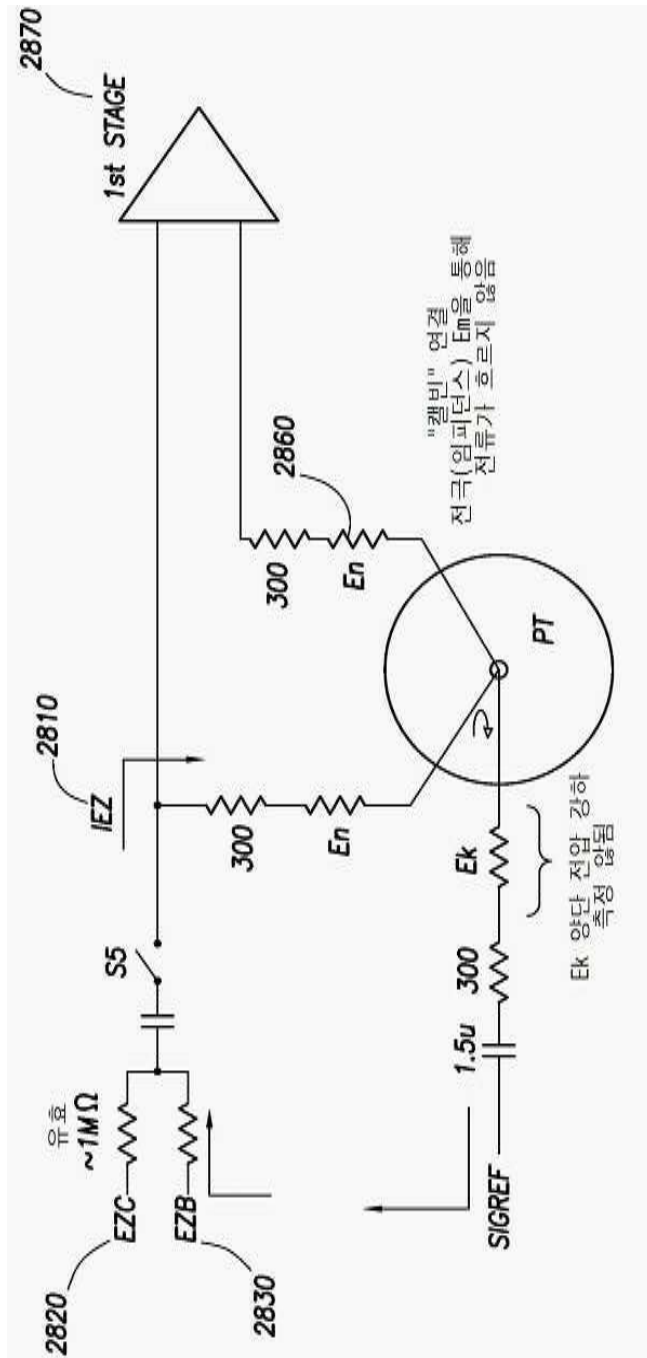 2870
1st STAGE
2810
IEZ
S5
유효
~1MΩ
EZC
EZB
2820
2830
300
En
300
En
2860
"캘빈" 연결
전극(임피던스) Em을 통해
전류가 흐르지 않음
PT
SIGREF
1.5u
300
Ek
Ek 양단 전압 강하
측정 않됨